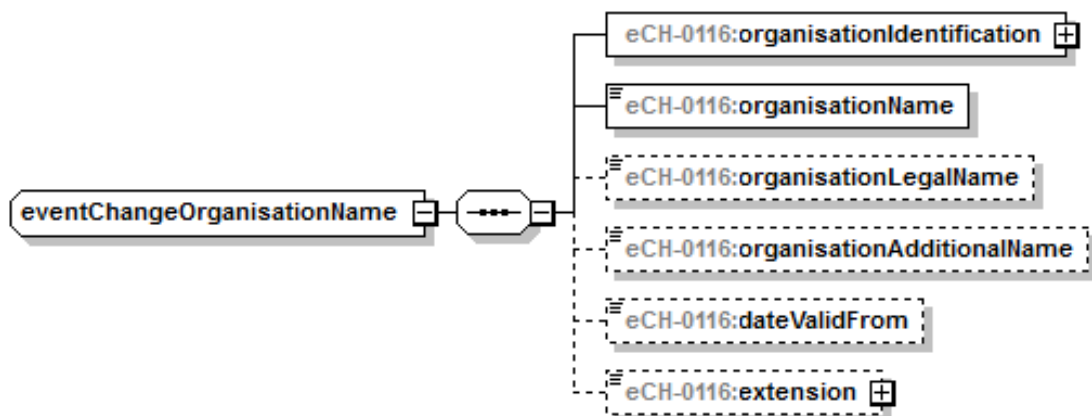 eCH-0116:organisationIdentification
eCH-0116:organisationName
eCH-0116:organisationLegalName
eventChangeOrganisationName
eCH-0116:organisationAdditionalName
eCH-0116:dateValidFrom
eCH-0116:extension